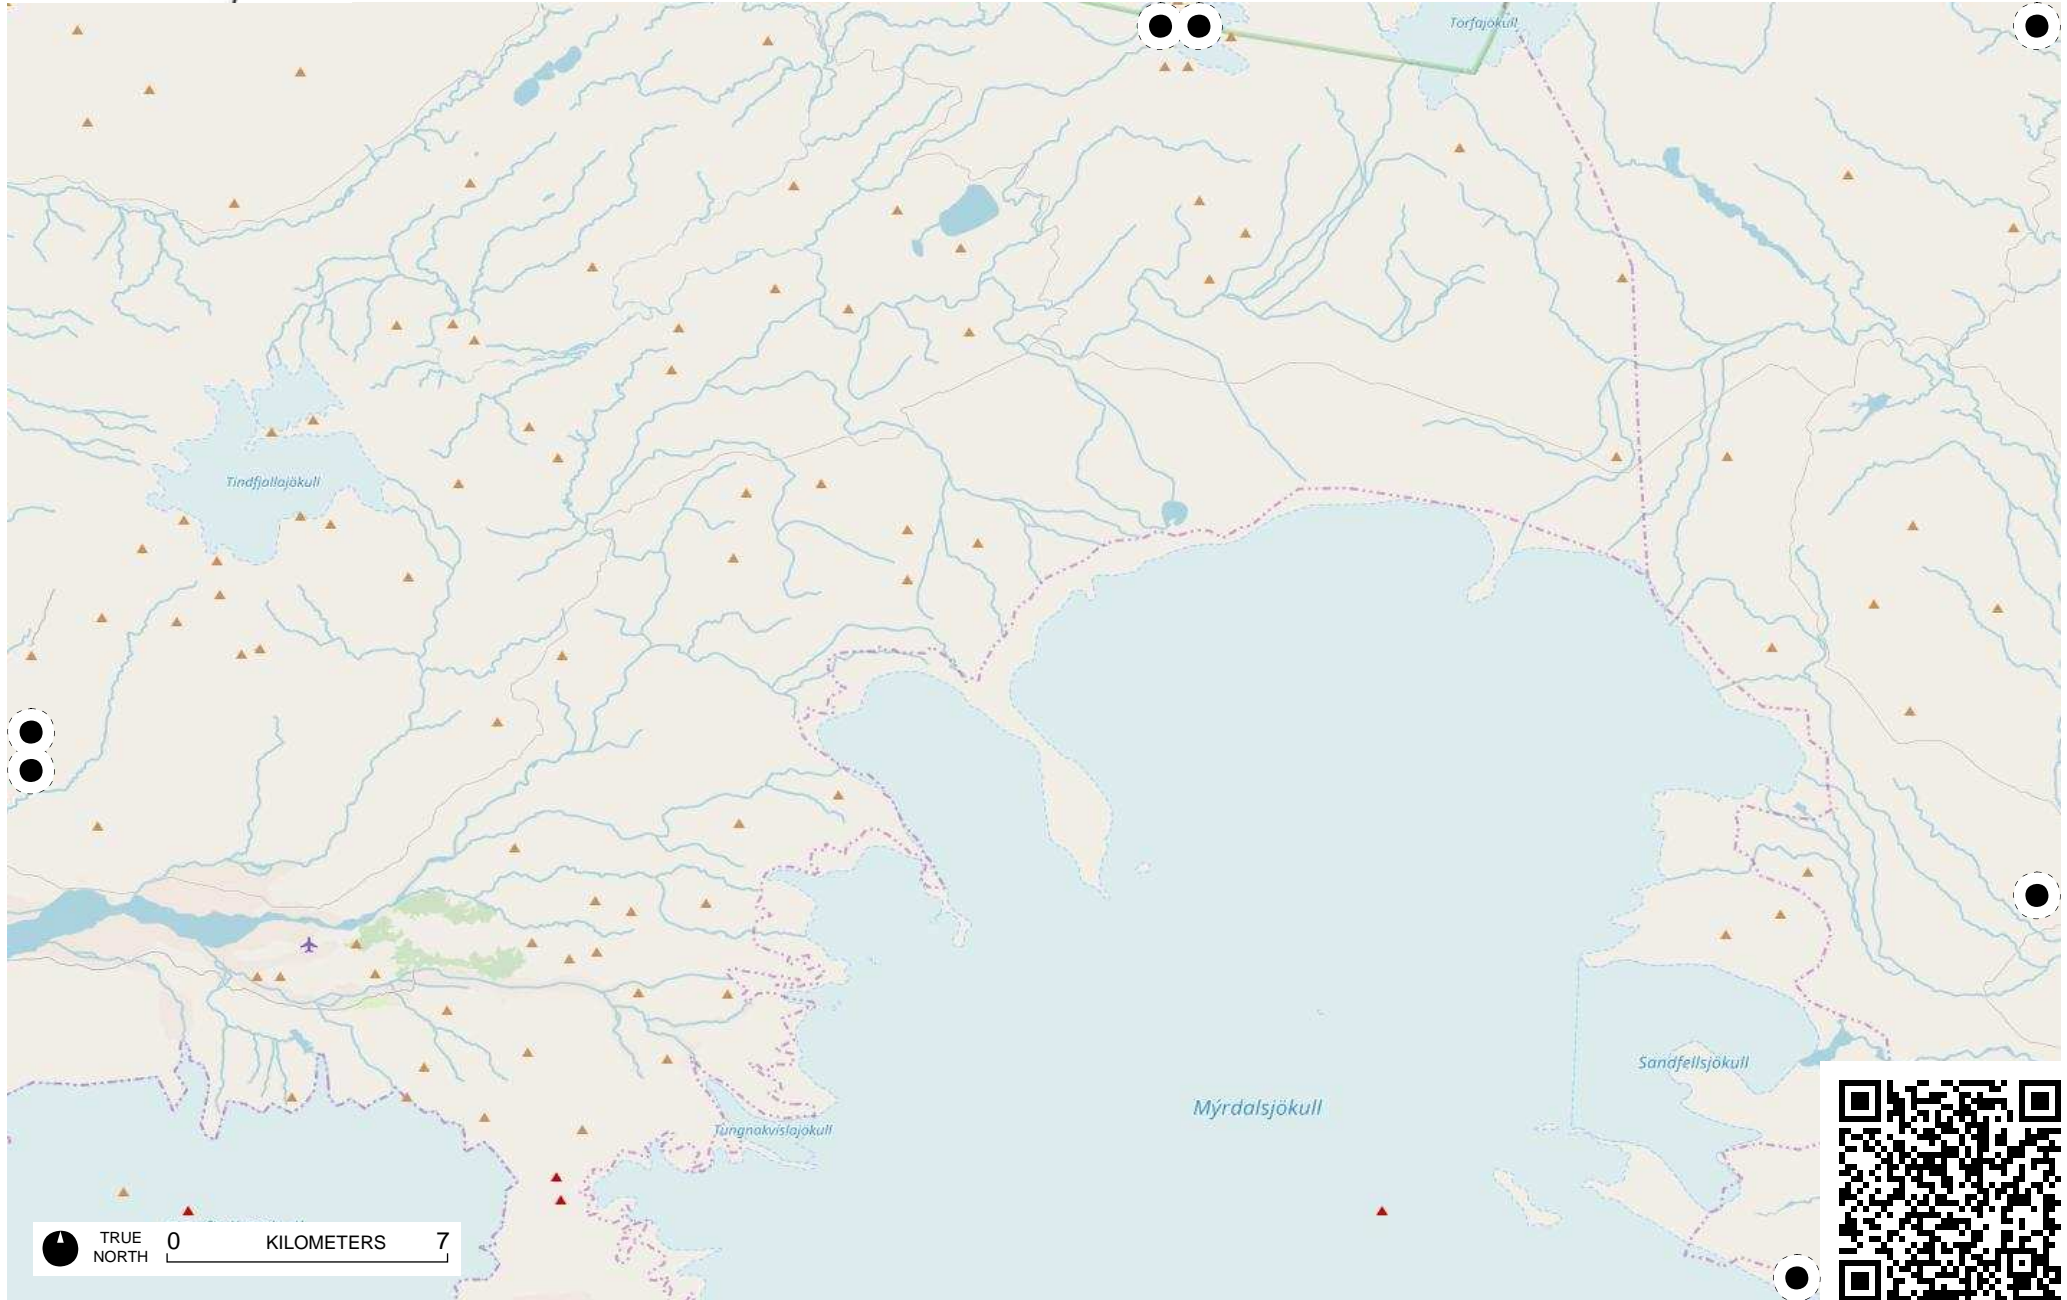 Torfajökull
Tindfjallajökull
Sandfellsjökull
Mýrdalsjökull
Tungnakvíslajökull
TRUE
NORTH
0 KILOMETERS 7